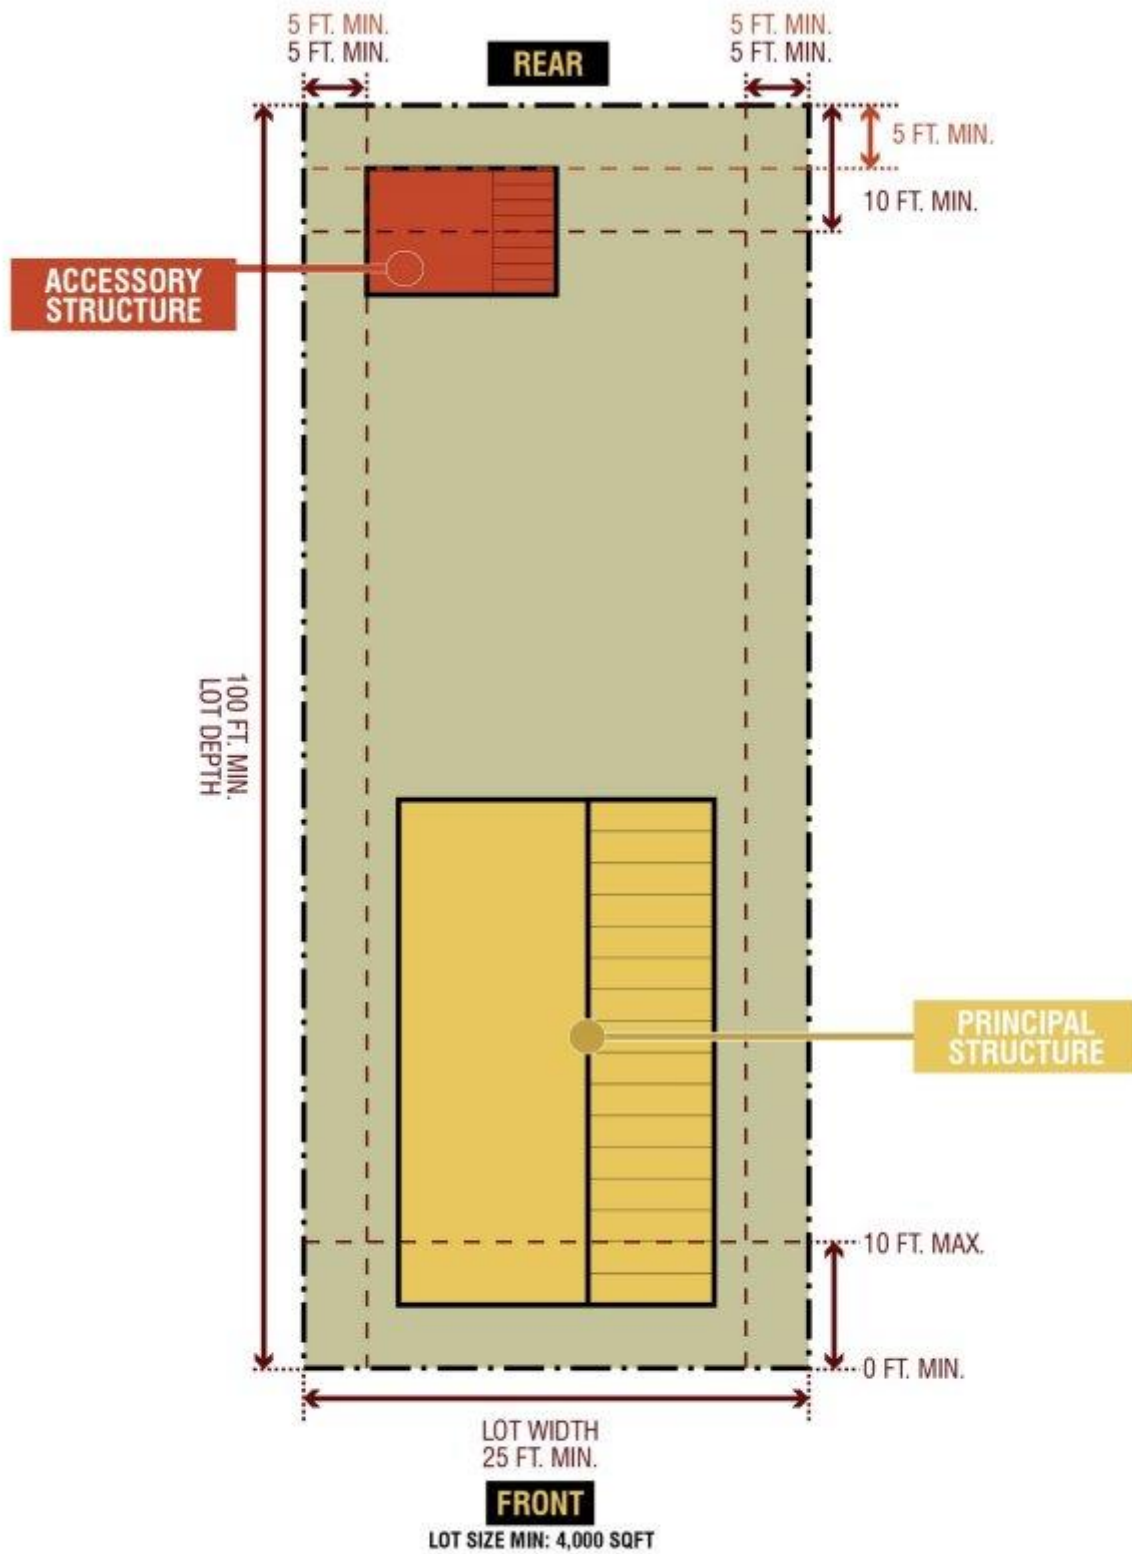 5 FT. MIN.
5 FT. MIN.
REAR
5 FT. MIN.
5 FT. MIN.
5 FT. MIN.
10 FT. MIN.
ACCESSORY
STRUCTURE
100 FT. MIN.
LOT DEPTH
PRINCIPAL
STRUCTURE
10 FT. MAX.
0 FT. MIN.
LOT WIDTH
25 FT. MIN.
FRONT
LOT SIZE MIN: 4,000 SQFT